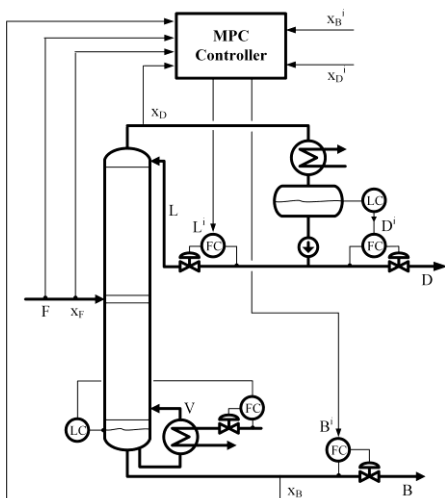 MPC
Controller
x_B^i
x_D^i
x_D
L
L^i
LC
D^i
FC
FC
D
F
x_F
V
FC
LC
B^i
FC
B
x_B